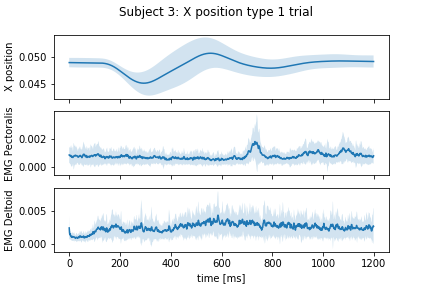 Subject 3: X position type 1 trial
X position
0.050
0.045
EMG Pectoralis
0.002
0.000
EMG Deltoid
0.005
0.000
0 200 400 600 800 1000 1200
time [ms]